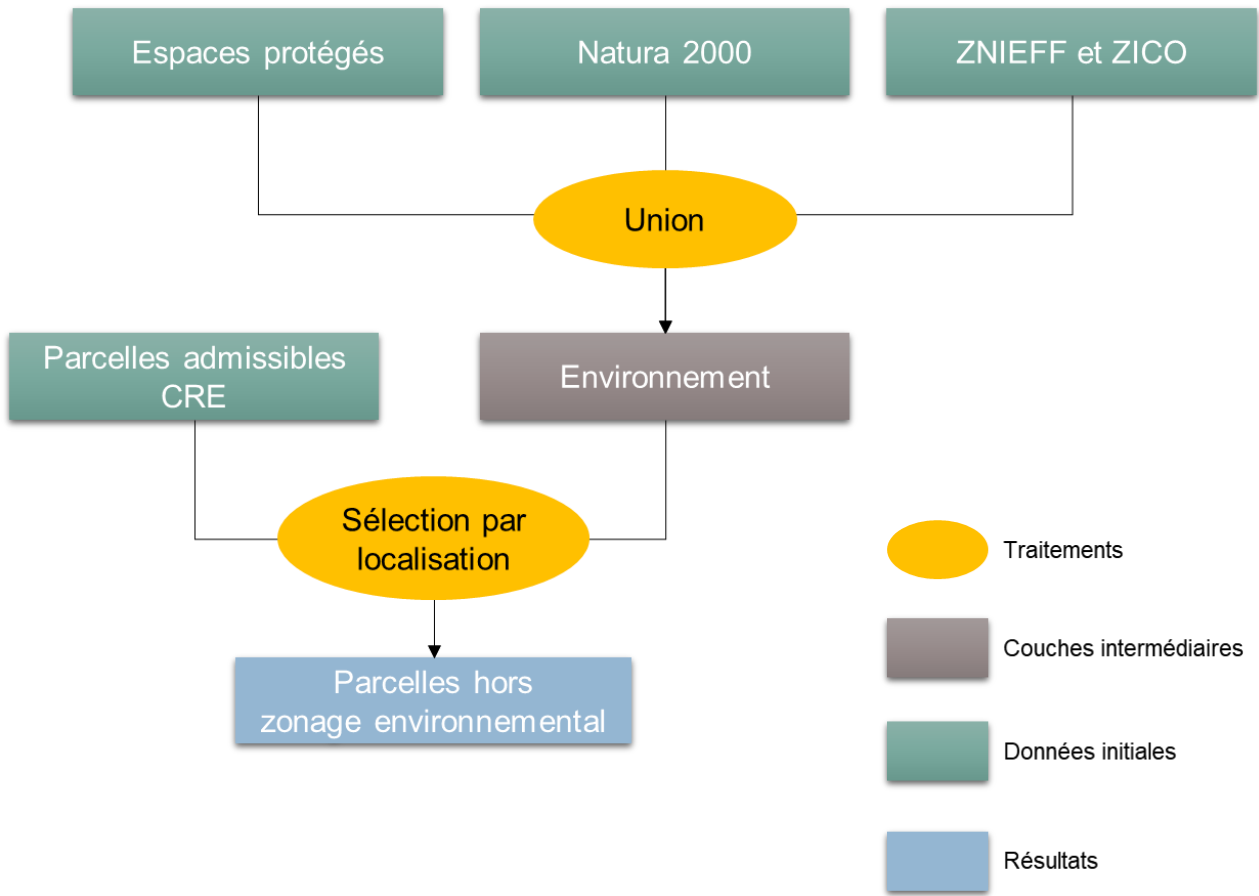 Espaces protégés
Natura 2000
ZNIEFF et ZICO
Union
Parcelles admissibles
CRE
Environnement
Sélection par
localisation
Parcelles hors
zonage environnemental
Traitements
Couches intermédiaires
Données initiales
Résultats